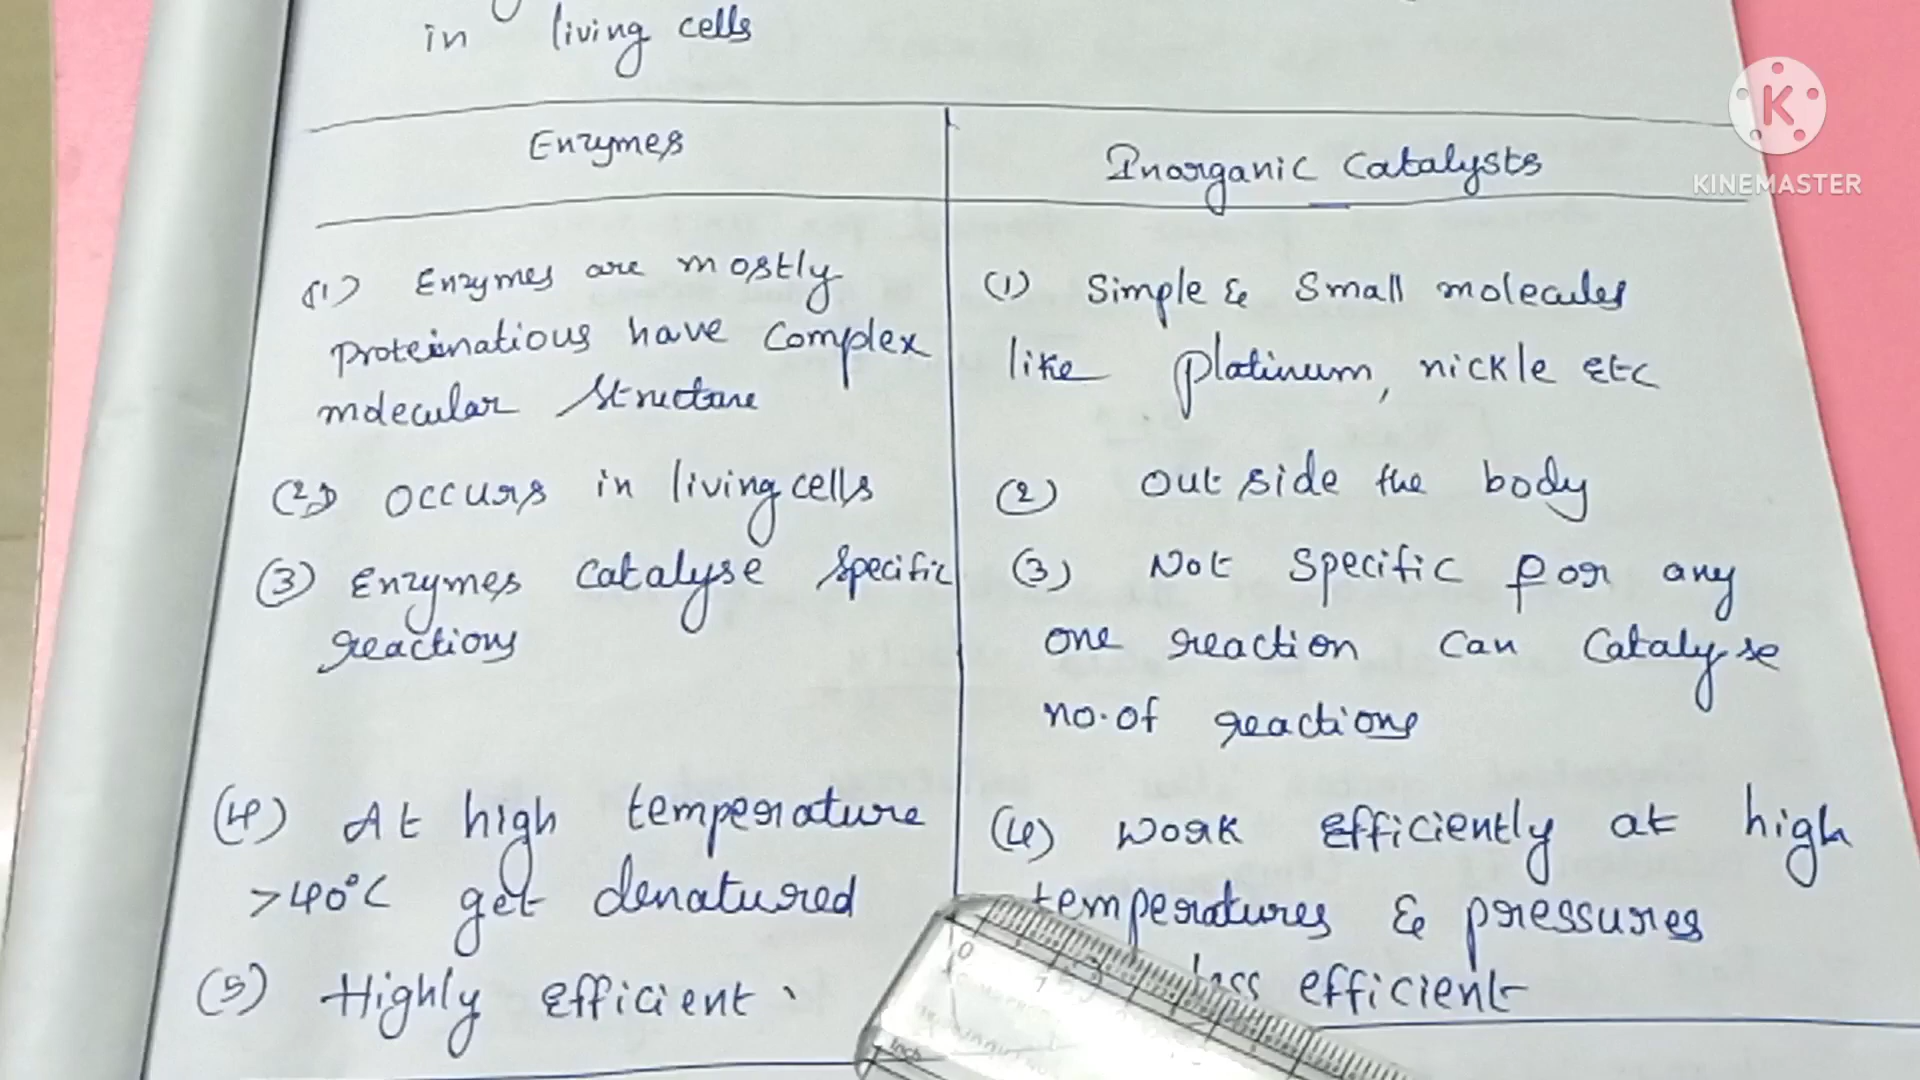 in living cells
Enzymes
Inorganic Catalysts
KINEMASTER
(1) Enzymes are mostly
proteinatious have complex
molecular structure
(2) occurs in living cells
(3) Enzymes catalyse specific
reactions
(4) At high temperature
>40°C get denatured
(5) Highly efficient
(1) Simple & Small molecules
like platinum, nickle etc
(2) out side the body
(3) Not specific for any
one reaction can catalyse
no. of reactions
(4) work efficiently at high
temperatures & pressures
less efficient
0
Inch